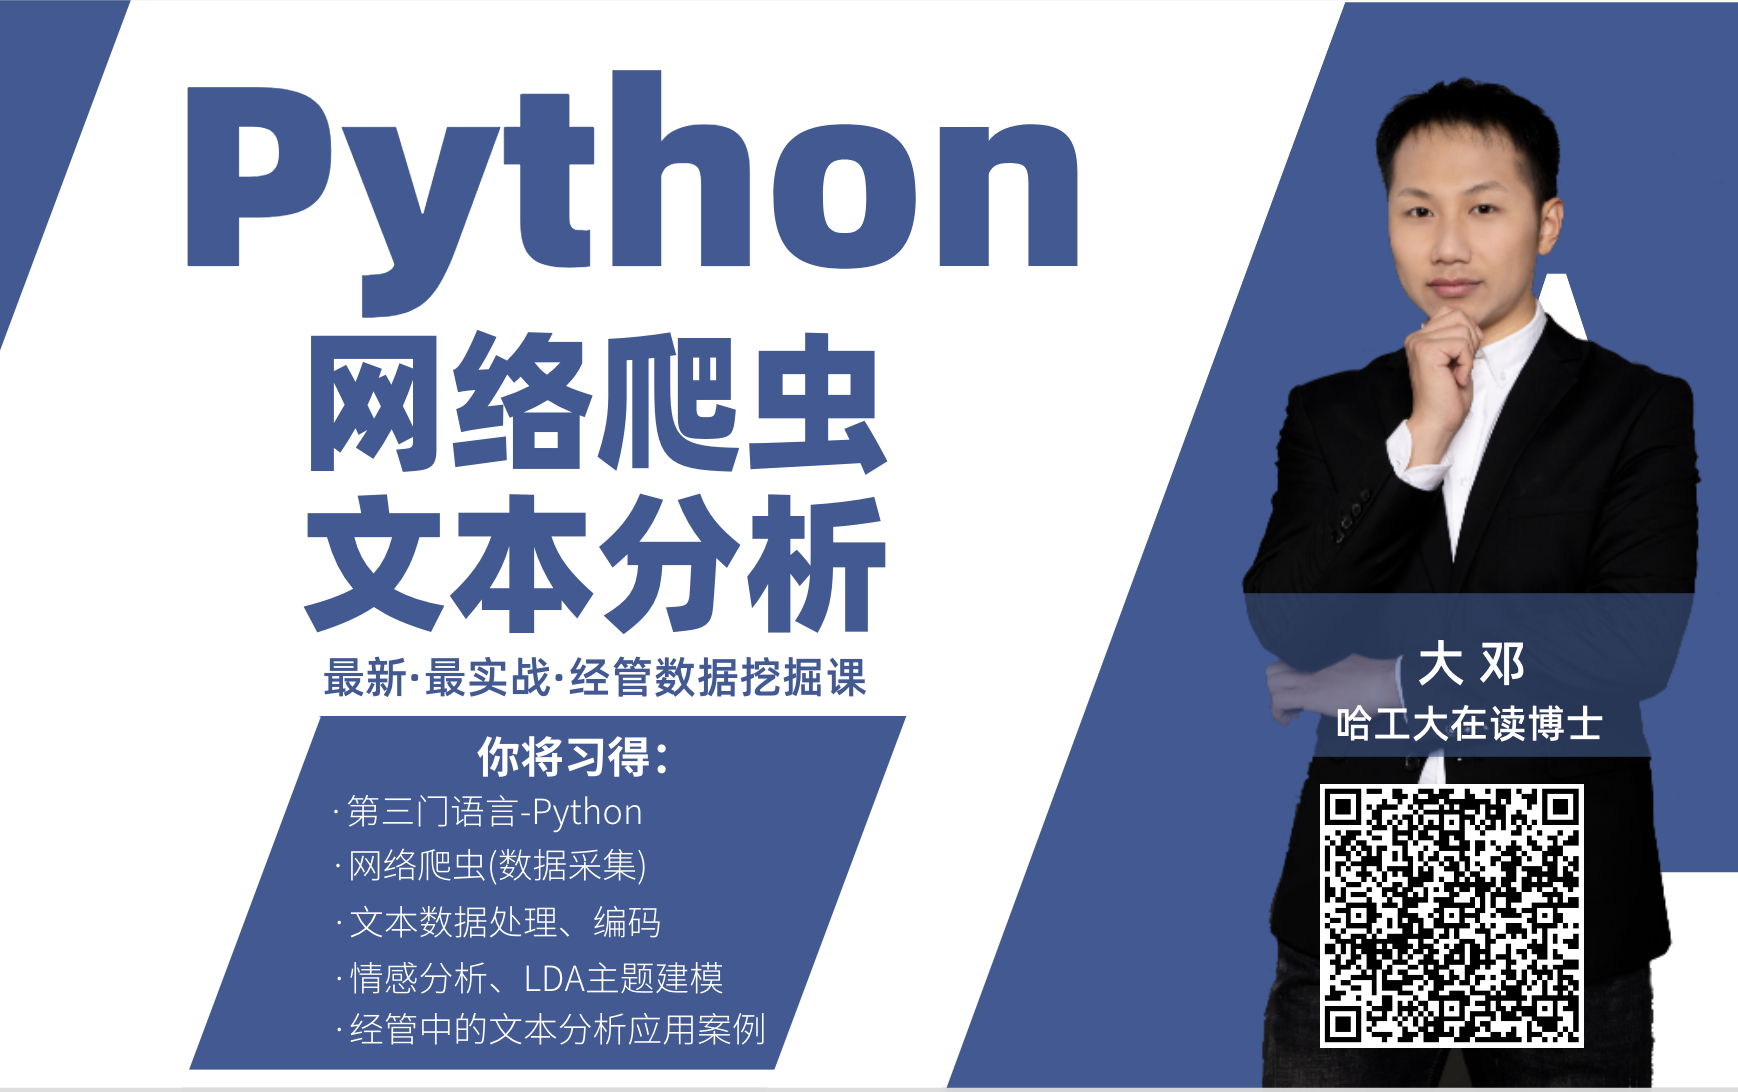 Python
网络爬虫
文本分析
最新·最实战·经管数据挖掘课
你将习得：
·第三门语言-Python
·网络爬虫(数据采集)
·文本数据处理、编码
·情感分析、LDA主题建模
·经管中的文本分析应用案例
大邓
哈工大在读博士